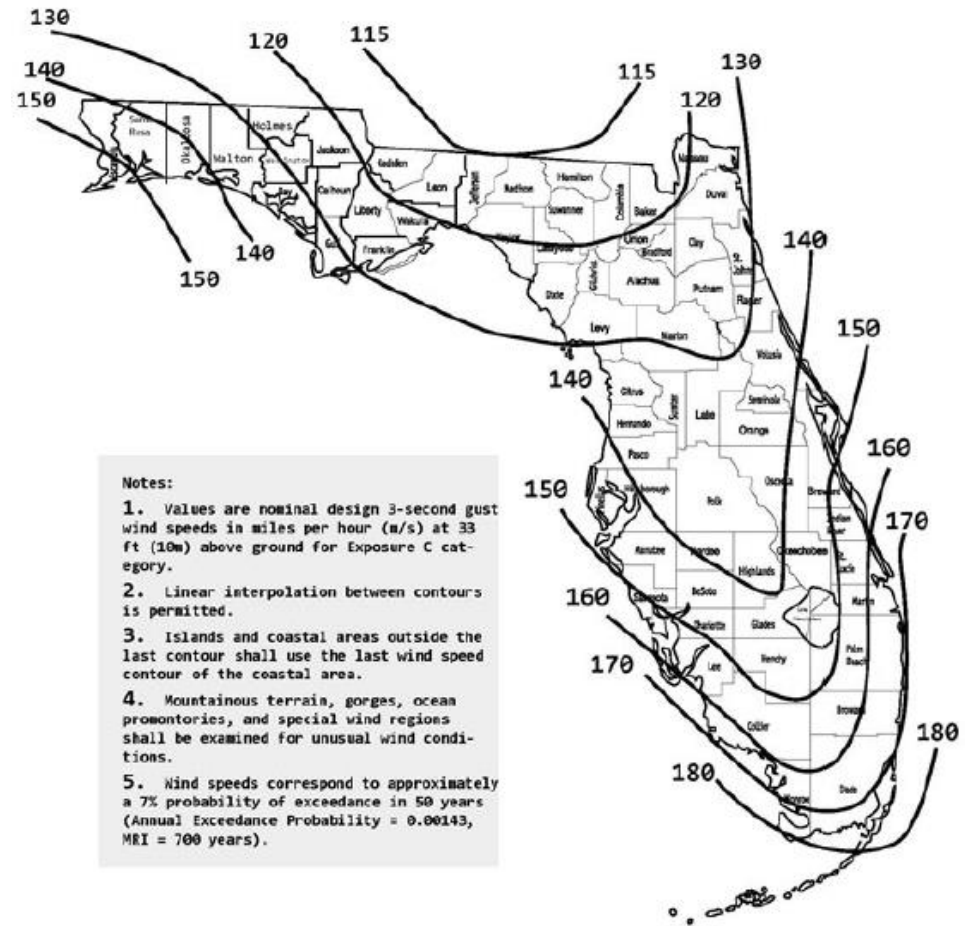 130
120
115
115
130
120
140
150
Santa
Rosa
Okaloosa
Walton
Holmes
Jackson
Bay
Calhoun
Gulf
Liberty
Franklin
Gadsden
Leon
Wakulla
Jefferson
Madison
Hamilton
Suwannee
Columbia
Baker
Nassau
Duval
Union
Bradford
Clay
St.
Johns
Putnam
Flager
Alachua
Gilchris
Dixie
Levy
Marion
Volusia
140
150
140
150
140
Citrus
Hernando
Pasco
Sumter
Lake
Seminole
Orange
Osceola
Brevard
Polk
Indian
River
160
150
170
Manatee
Hardee
Highlands
Okeechobee
St.
Lucie
Martin
Sarasota
DeSoto
Charlotte
Glades
Lee
Hendry
Palm
Beach
Collier
Broward
Monroe
Dade
160
170
180
180
Notes:
1. Values are nominal design 3-second gust
wind speeds in miles per hour (m/s) at 33
ft (10m) above ground for Exposure C cat-
egory.
2. Linear interpolation between contours
is permitted.
3. Islands and coastal areas outside the
last contour shall use the last wind speed
contour of the coastal area.
4. Mountainous terrain, gorges, ocean
promontories, and special wind regions
shall be examined for unusual wind condi-
tions.
5. Wind speeds correspond to approximately
a 7% probability of exceedance in 50 years
(Annual Exceedance Probability = 0.00143,
MRI = 700 years).